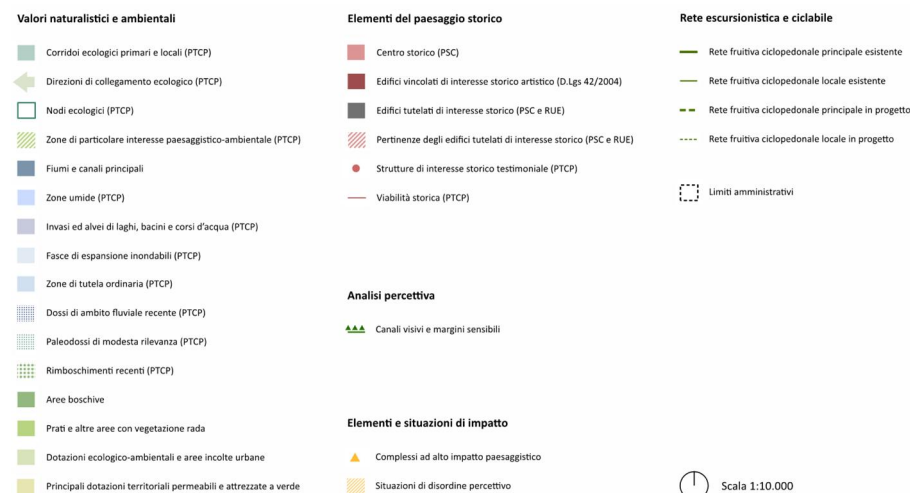 Valori naturalistici e ambientali
Corridoi ecologici primari e locali (PTCP)
Direzioni di collegamento ecologico (PTCP)
Nodi ecologici (PTCP)
Zone di particolare interesse paesaggistico-ambientale (PTCP)
Fiumi e canali principali
Zone umide (PTCP)
Invasi ed alvei di laghi, bacini e corsi d'acqua (PTCP)
Fasce di espansione inondabili (PTCP)
Zone di tutela ordinaria (PTCP)
Dossi di ambito fluviale recente (PTCP)
Paleodossi di modesta rilevanza (PTCP)
Rimboschimenti recenti (PTCP)
Aree boschive
Prati e altre aree con vegetazione rada
Dotazioni ecologico-ambientali e aree incolte urbane
Principali dotazioni territoriali permeabili e attrezzate a verde
Elementi del paesaggio storico
Centro storico (PSC)
Edifici vincolati di interesse storico artistico (D.Lgs 42/2004)
Edifici tutelati di interesse storico (PSC e RUE)
Pertinenze degli edifici tutelati di interesse storico (PSC e RUE)
Strutture di interesse storico testimoniale (PTCP)
Viabilità storica (PTCP)
Analisi percettiva
Canali visivi e margini sensibili
Elementi e situazioni di impatto
Complessi ad alto impatto paesaggistico
Situazioni di disordine percettivo
Rete escursionistica e ciclabile
Rete fruitiva ciclopedonale principale esistente
Rete fruitiva ciclopedonale locale esistente
Rete fruitiva ciclopedonale principale in progetto
Rete fruitiva ciclopedonale locale in progetto
Limiti amministrativi
Scala 1:10.000